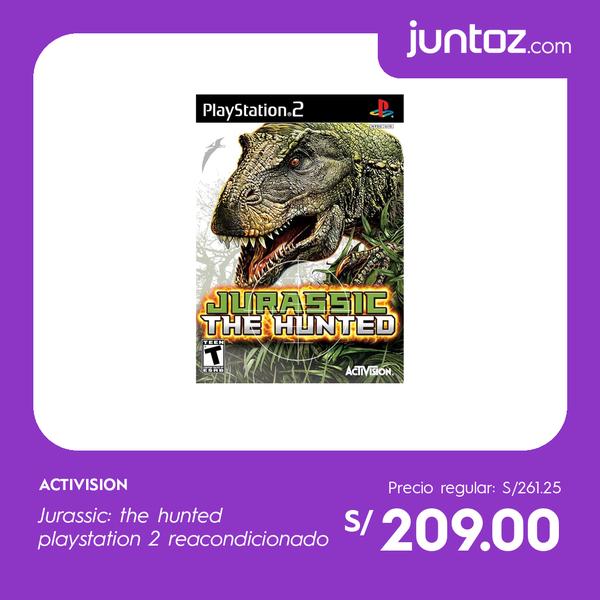 juntoz.com
PlayStation®2
JURASSIC
THE HUNTED
TEEN
T
ESRB
ACTIVISION
ACTIVISION
Precio regular: S/261.25
Jurassic: the hunted
playstation 2 reacondicionado
S/ 209.00